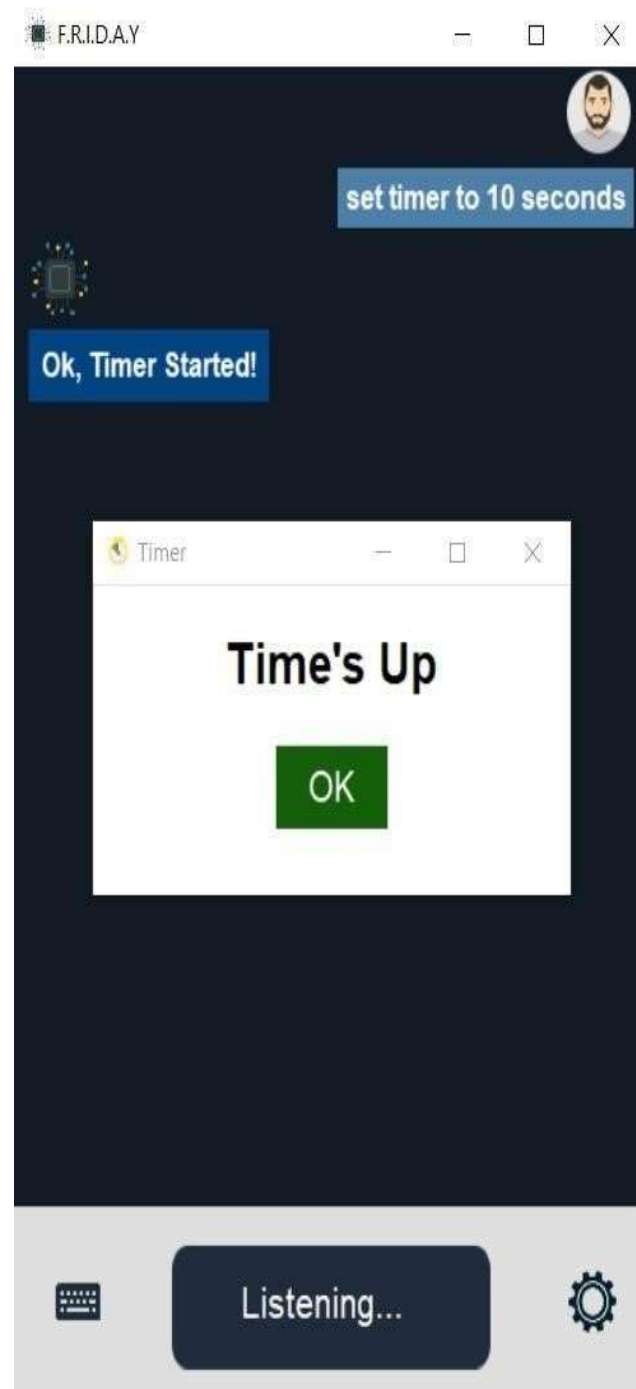 F.R.I.D.A.Y
set timer to 10 seconds
Ok, Timer Started!
Timer
Time's Up
OK
Listening...